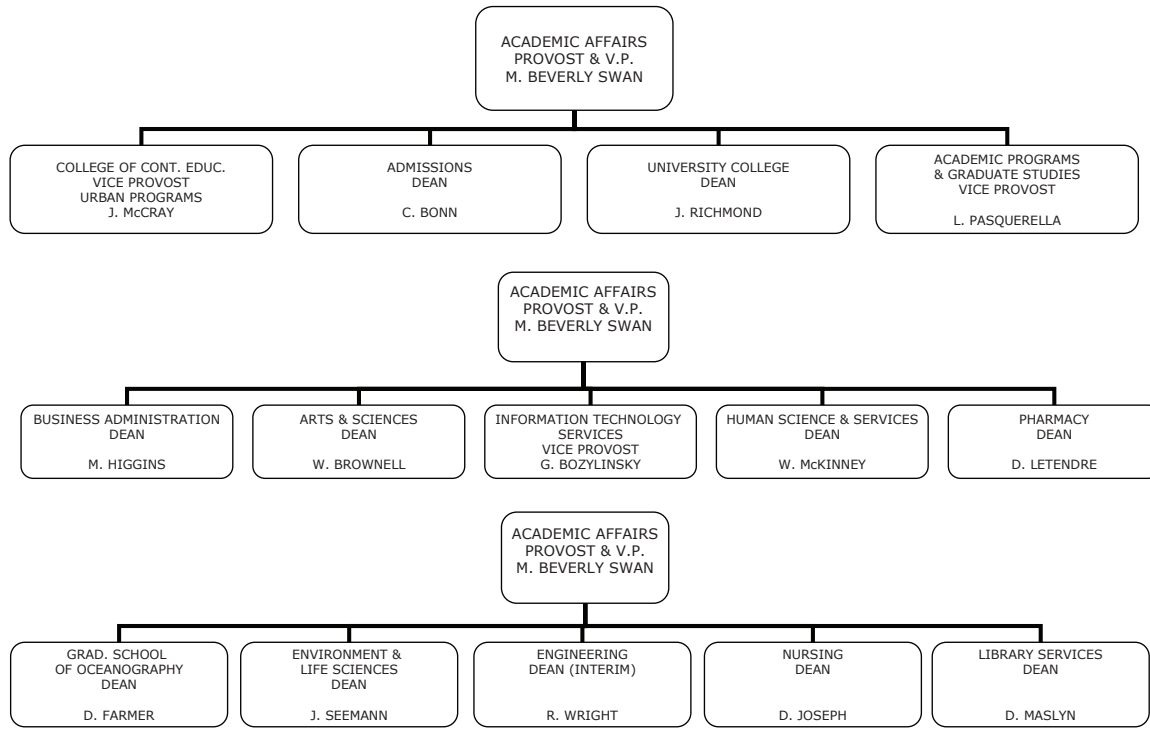 ACADEMIC AFFAIRS
PROVOST & V.P.
M. BEVERLY SWAN
COLLEGE OF CONT. EDUC.
VICE PROVOST
URBAN PROGRAMS
J. McCRAY
ADMISSIONS
DEAN
C. BONN
UNIVERSITY COLLEGE
DEAN
J. RICHMOND
ACADEMIC PROGRAMS
& GRADUATE STUDIES
VICE PROVOST
L. PASQUERELLA
ACADEMIC AFFAIRS
PROVOST & V.P.
M. BEVERLY SWAN
BUSINESS ADMINISTRATION
DEAN
M. HIGGINS
ARTS & SCIENCES
DEAN
W. BROWNELL
INFORMATION TECHNOLOGY
SERVICES
VICE PROVOST
G. BOZYLINSKY
HUMAN SCIENCE & SERVICES
DEAN
W. McKINNEY
PHARMACY
DEAN
D. LETENDRE
ACADEMIC AFFAIRS
PROVOST & V.P.
M. BEVERLY SWAN
GRAD. SCHOOL
OF OCEANOGRAPHY
DEAN
D. FARMER
ENVIRONMENT &
LIFE SCIENCES
DEAN
J. SEEMANN
ENGINEERING
DEAN (INTERIM)
R. WRIGHT
NURSING
DEAN
D. JOSEPH
LIBRARY SERVICES
DEAN
D. MASLYN